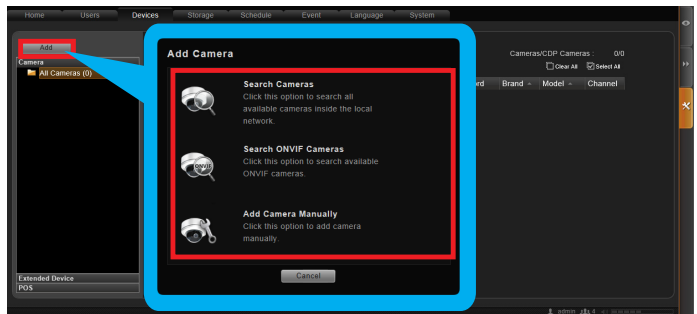 Home Users Devices Storage Schedule Event Language System
Add
Camera
All Cameras (0)
Extended Device
POS
Add Camera
Search Cameras
Click this option to search all
available cameras inside the local
network.
Search ONVIF Cameras
Click this option to search available
ONVIF cameras.
ONVIF
Add Camera Manually
Click this option to add camera
manually.
Cancel
Cameras/CDP Cameras : 0/0
Clear All Select All
Brand Model Channel
admin 4